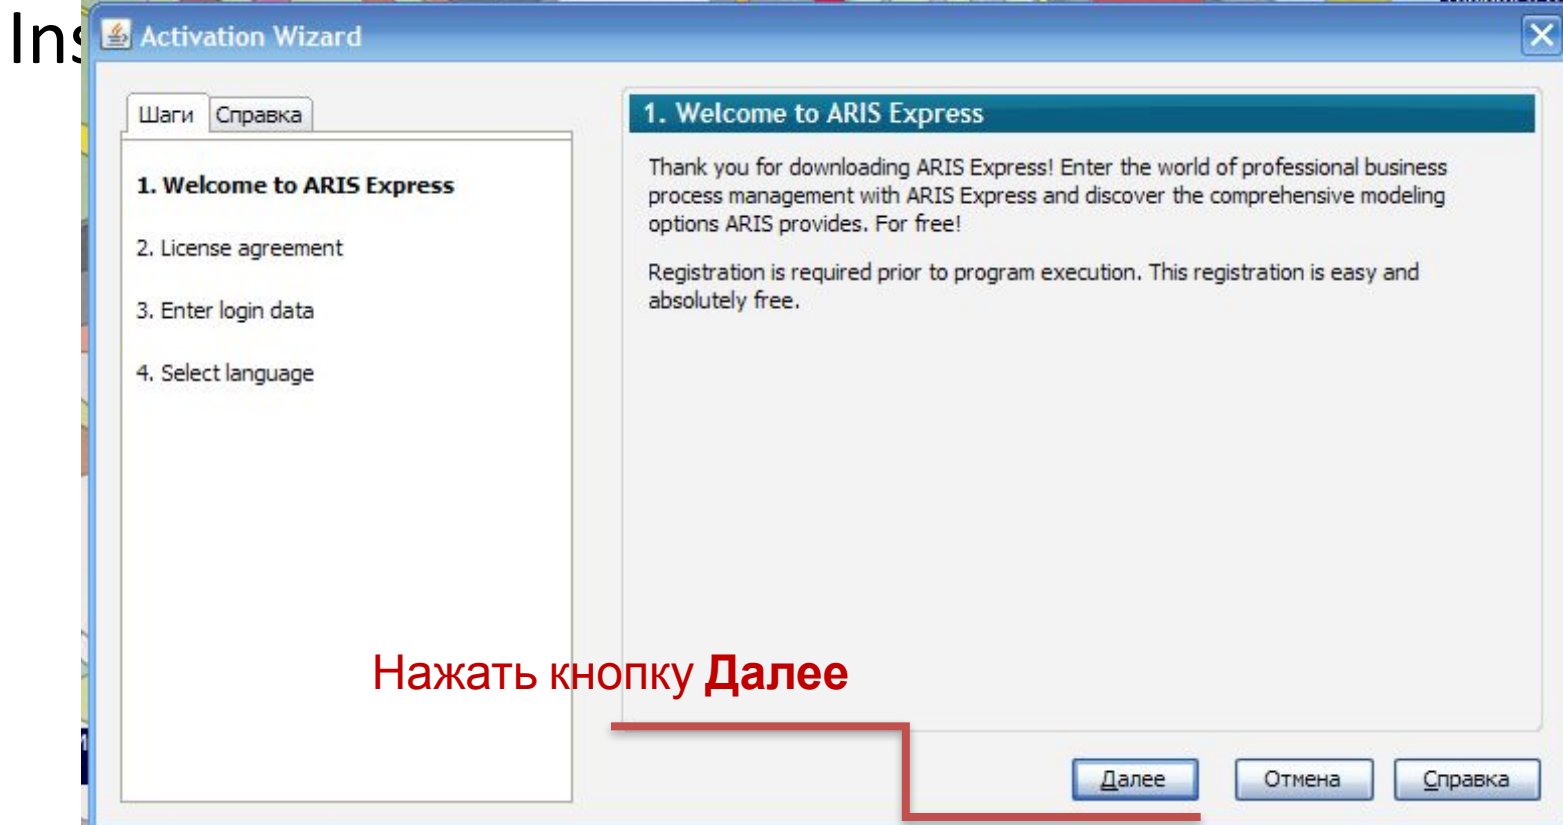 Ins
Activation Wizard
Шаги Справка
1. Welcome to ARIS Express
2. License agreement
3. Enter login data
4. Select language
1. Welcome to ARIS Express
Thank you for downloading ARIS Express! Enter the world of professional business
process management with ARIS Express and discover the comprehensive modeling
options ARIS provides. For free!
Registration is required prior to program execution. This registration is easy and
absolutely free.
Нажать кнопку Далее
Далее Отмена Справка